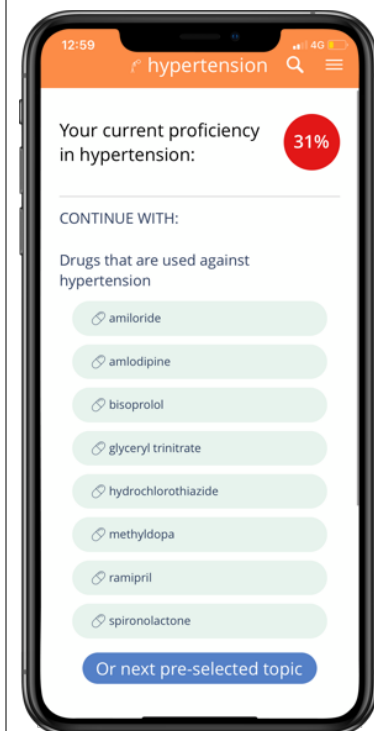 12:59
4G
hypertension
Your current proficiency
in hypertension:
31%
CONTINUE WITH:
Drugs that are used against
hypertension
amiloride
amlodipine
bisoprolol
glyceryl trinitrate
hydrochlorothiazide
methyldopa
ramipril
spironolactone
Or next pre-selected topic